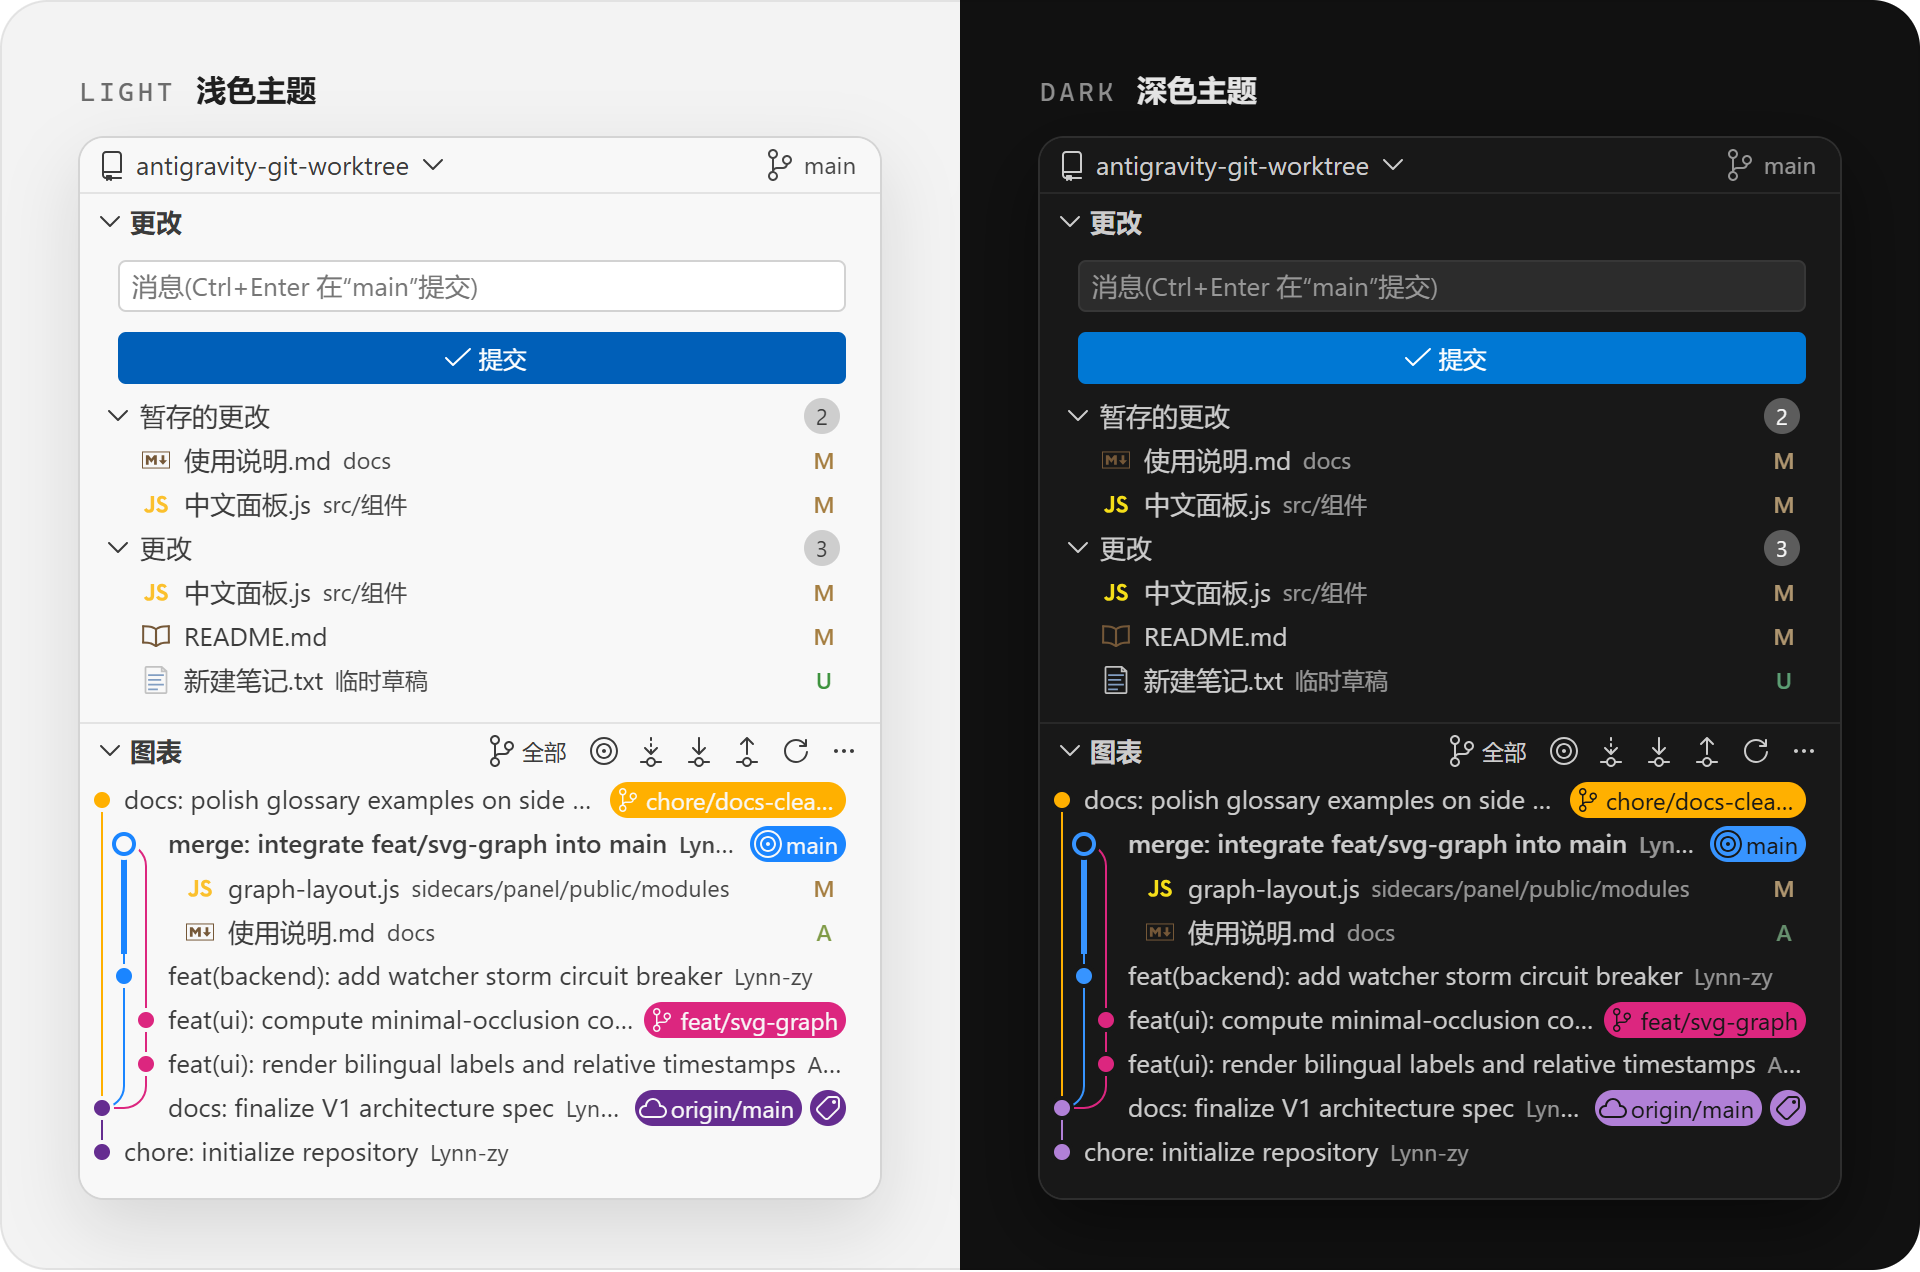 LIGHT 浅色主题
antigravity-git-worktree main
更改
消息(Ctrl+Enter 在“main”提交)
提交
暂存的更改 2
使用说明.md docs M
JS 中文面板.js src/组件 M
更改 3
JS 中文面板.js src/组件 M
README.md M
新建笔记.txt 临时草稿 U
图表 全部
docs: polish glossary examples on side ... chore/docs-clea...
merge: integrate feat/svg-graph into main Lyn... main
JS graph-layout.js sidecars/panel/public/modules M
使用说明.md docs A
feat(backend): add watcher storm circuit breaker Lynn-zy
feat(ui): compute minimal-occlusion co... feat/svg-graph
feat(ui): render bilingual labels and relative timestamps A...
docs: finalize V1 architecture spec Lyn... origin/main
chore: initialize repository Lynn-zy
DARK 深色主题
antigravity-git-worktree main
更改
消息(Ctrl+Enter 在“main”提交)
提交
暂存的更改 2
使用说明.md docs M
JS 中文面板.js src/组件 M
更改 3
JS 中文面板.js src/组件 M
README.md M
新建笔记.txt 临时草稿 U
图表 全部
docs: polish glossary examples on side ... chore/docs-clea...
merge: integrate feat/svg-graph into main Lyn... main
JS graph-layout.js sidecars/panel/public/modules M
使用说明.md docs A
feat(backend): add watcher storm circuit breaker Lynn-zy
feat(ui): compute minimal-occlusion co... feat/svg-graph
feat(ui): render bilingual labels and relative timestamps A...
docs: finalize V1 architecture spec Lyn... origin/main
chore: initialize repository Lynn-zy